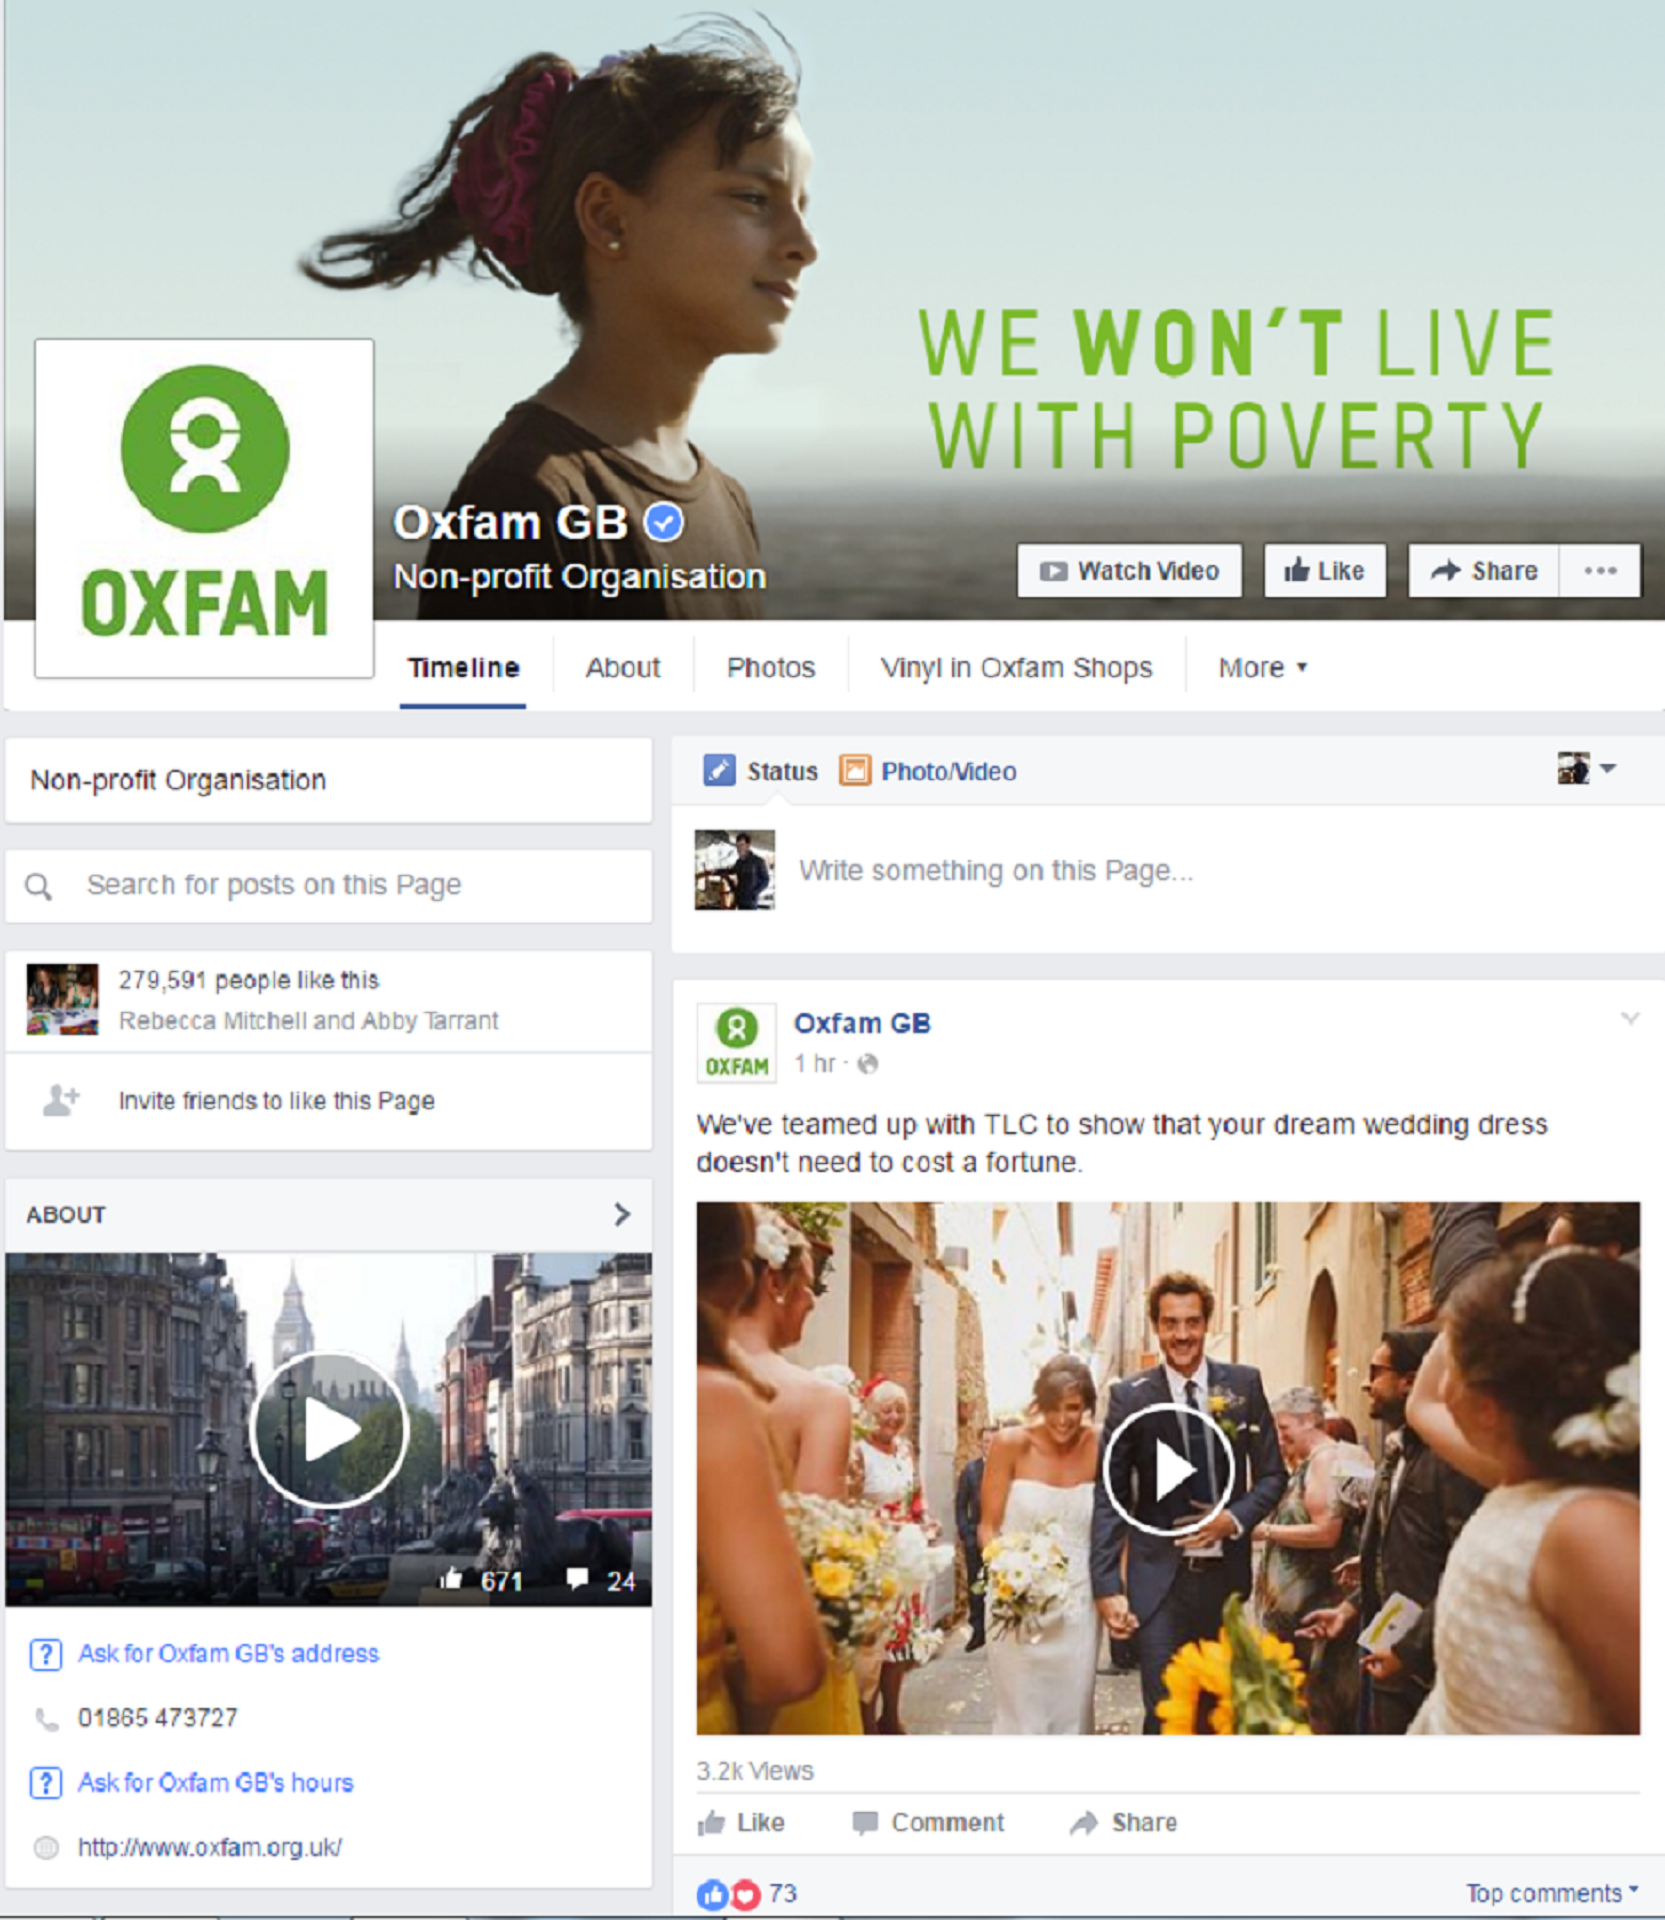 WE WON'T LIVE
WITH POVERTY
OXFAM
Oxfam GB
Non-profit Organisation
Watch Video
Like
Share
Timeline
About
Photos
Vinyl in Oxfam Shops
More
Non-profit Organisation
Search for posts on this Page
279,591 people like this
Rebecca Mitchell and Abby Tarrant
Invite friends to like this Page
ABOUT
671
24
Ask for Oxfam GB's address
01865 473727
Ask for Oxfam GB's hours
http://www.oxfam.org.uk/
Status
Photo/Video
Write something on this Page...
OXFAM
Oxfam GB
1 hr ·
We've teamed up with TLC to show that your dream wedding dress
doesn't need to cost a fortune.
3.2k Views
Like
Comment
Share
73
Top comments